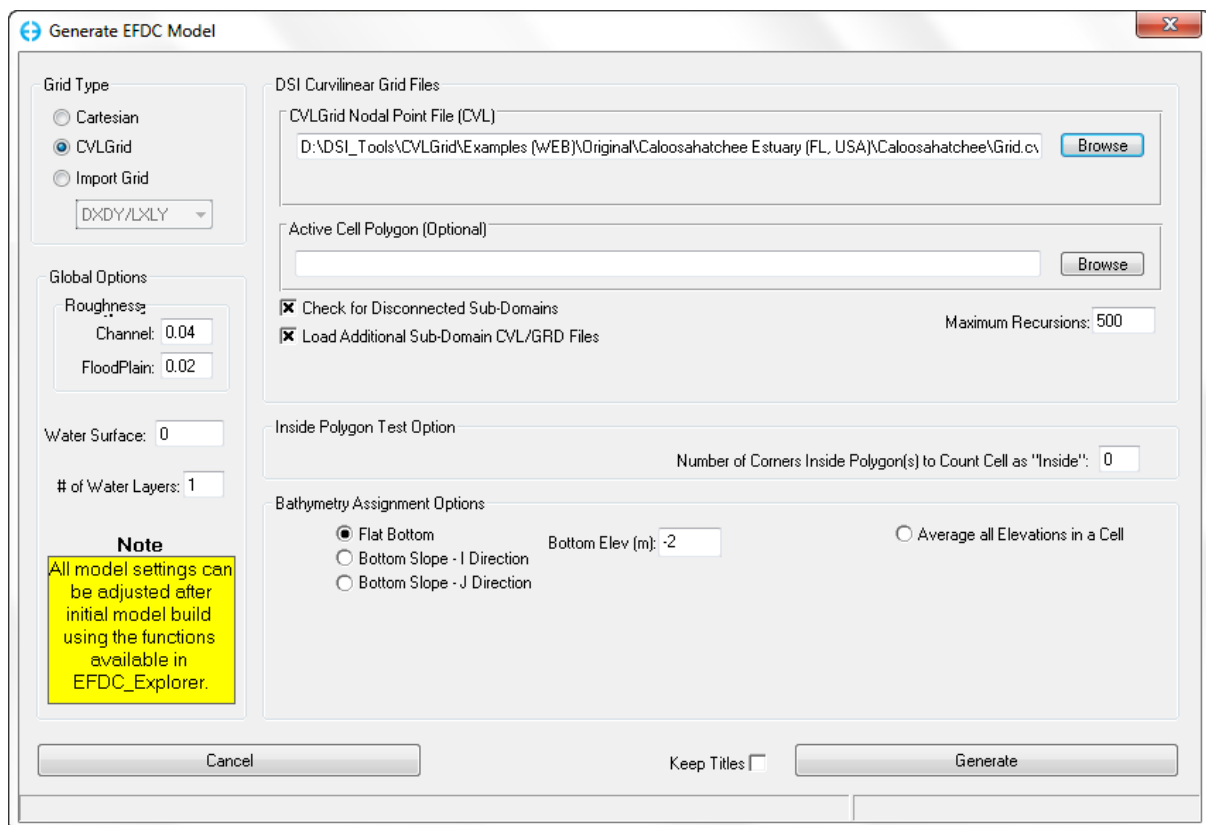 Generate EFDC Model
Grid Type
Cartesian
CVLGrid
Import Grid
DXDY/LXLY
Global Options
Roughness
Channel: 0.04
FloodPlain: 0.02
Water Surface: 0
# of Water Layers: 1
Note
All model settings can
be adjusted after
initial model build
using the functions
available in
EFDC_Explorer.
DSI Curvilinear Grid Files
CVLGrid Nodal Point File (CVL)
D:\DSI_Tools\CVLGrid\Examples (WEB)\Original\Caloosahatchee Estuary (FL, USA)\Caloosahatchee\Grid.c Browse
Active Cell Polygon (Optional)
Browse
Check for Disconnected Sub-Domains
Load Additional Sub-Domain CVL/GRD Files
Maximum Recursions: 500
Inside Polygon Test Option
Number of Corners Inside Polygon(s) to Count Cell as "Inside": 0
Bathymetry Assignment Options
Flat Bottom
Bottom Slope - I Direction
Bottom Slope - J Direction
Bottom Elev (m): -2
Average all Elevations in a Cell
Cancel
Keep Titles
Generate